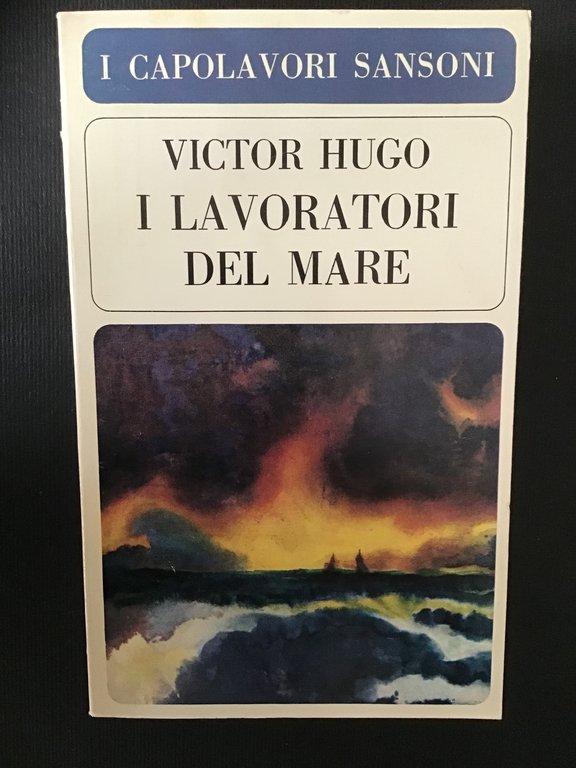 I CAPOLAVORI SANSONI
VICTOR HUGO
I LAVORATORI
DEL MARE